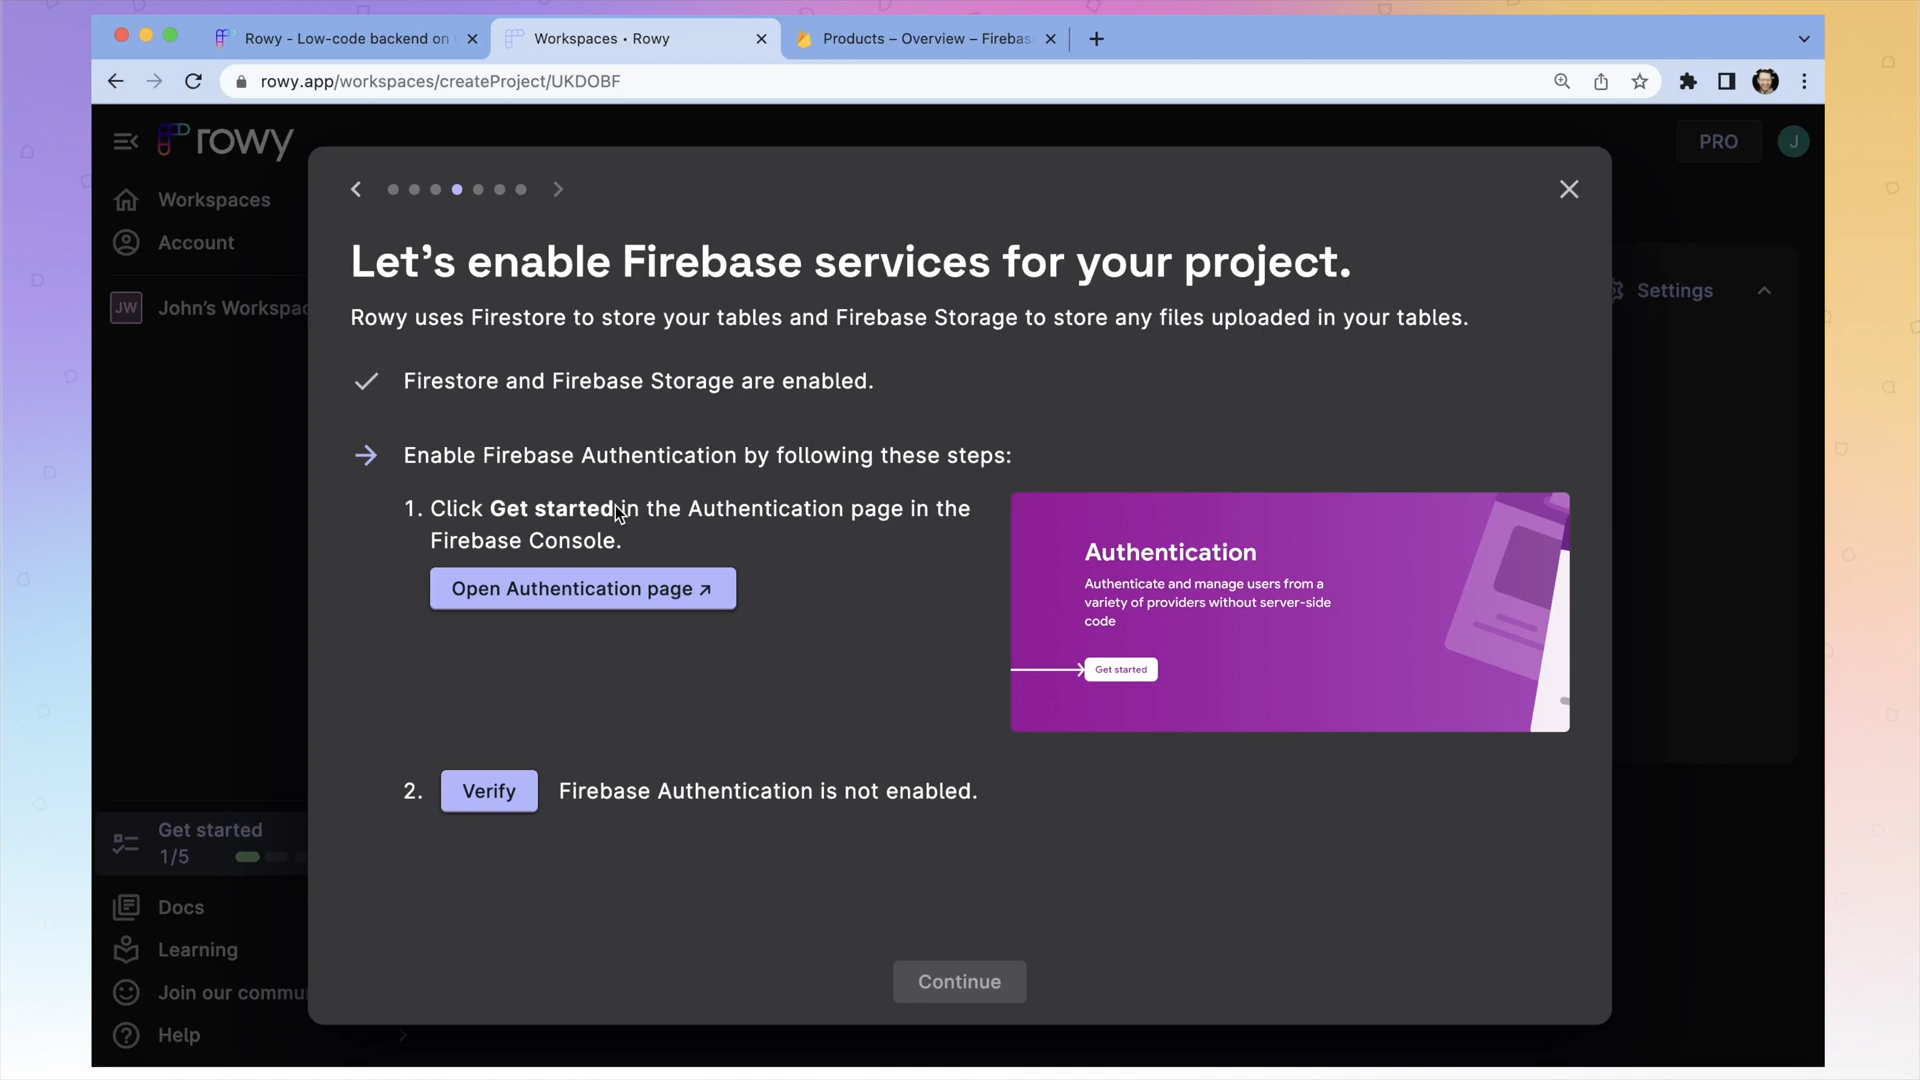 Rowy - Low-code backend on
Workspaces • Rowy
Products – Overview – Firebas
rowy.app/workspaces/createProject/UKDOBF
rowy
PRO
J
Workspaces
Account
JW
John's Workspac
Settings
Let's enable Firebase services for your project.
Rowy uses Firestore to store your tables and Firebase Storage to store any files uploaded in your tables.
Firestore and Firebase Storage are enabled.
Enable Firebase Authentication by following these steps:
1. Click Get started in the Authentication page in the
Firebase Console.
Open Authentication page ↗
Authentication
Authenticate and manage users from a
variety of providers without server-side
code
Get started
2. Verify Firebase Authentication is not enabled.
Get started
1/5
Docs
Learning
Join our commu
Help
Continue